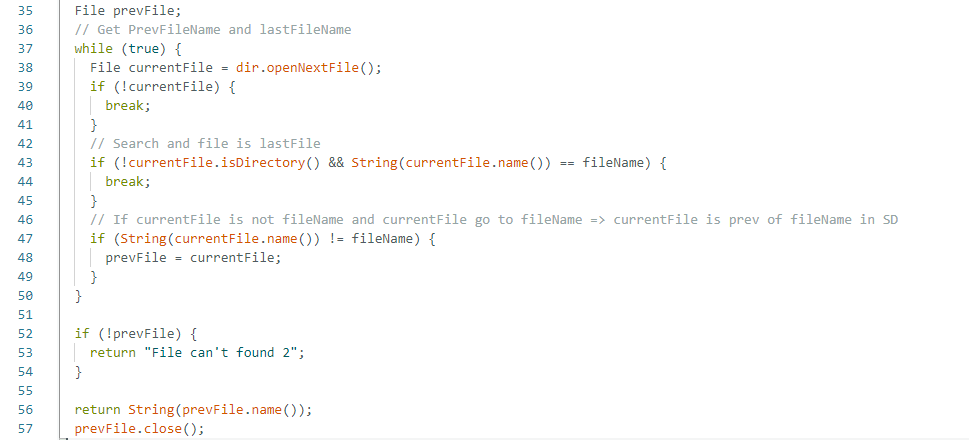 35 File prevFile;
36 // Get PrevFileName and lastFileName
37 while (true) {
38 File currentFile = dir.openNextFile();
39 if (!currentFile) {
40 break;
41 }
42 // Search and file is lastFile
43 if (!currentFile.isDirectory() && String(currentFile.name()) == fileName) {
44 break;
45 }
46 // If currentFile is not fileName and currentFile go to fileName => currentFile is prev of fileName in SD
47 if (String(currentFile.name()) != fileName) {
48 prevFile = currentFile;
49 }
50 }
51
52 if (!prevFile) {
53 return "File can't found 2";
54 }
55
56 return String(prevFile.name());
57 prevFile.close();